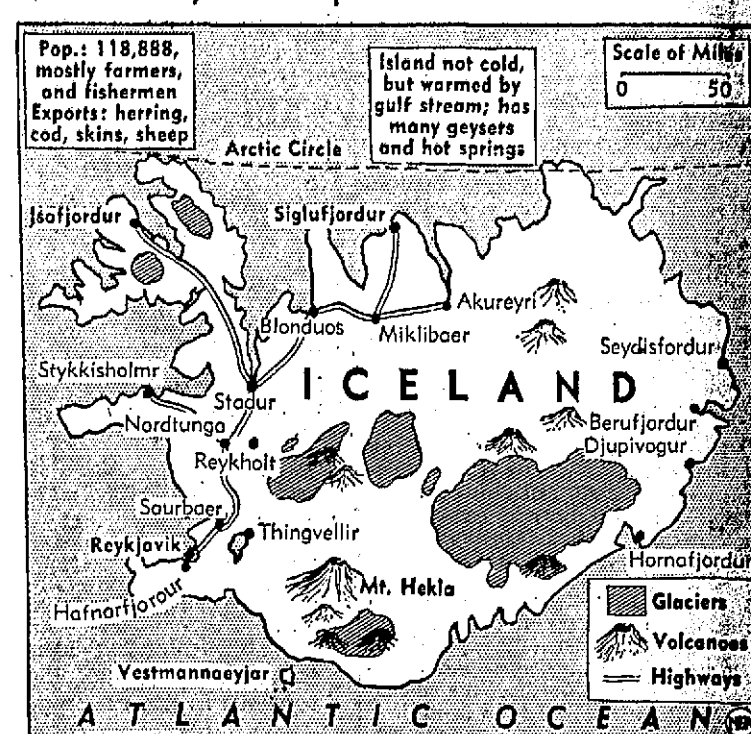 Pop.: 118,888,
mostly farmers,
and fishermen
Exports: herring,
cod, skins, sheep
Island not cold,
but warmed by
gulf stream; has
many geysers
and hot springs
Scale of Miles
0 50
Arctic Circle
Isafjordur
Siglufjordur
Akureyri
Blonduos
Miklibaer
Seydisfordur
Stykkisholmr
Stadur
ICELAND
Nordtunga
Berufjordur
Reykholt
Djupivogur
Saurbaer
Thingvellir
Reykjavik
Hornafjordur
Hafnarfjorour
Mt. Hekla
Glaciers
Volcanoes
Highways
Vestmannaeyjar
ATLANTIC OCEAN